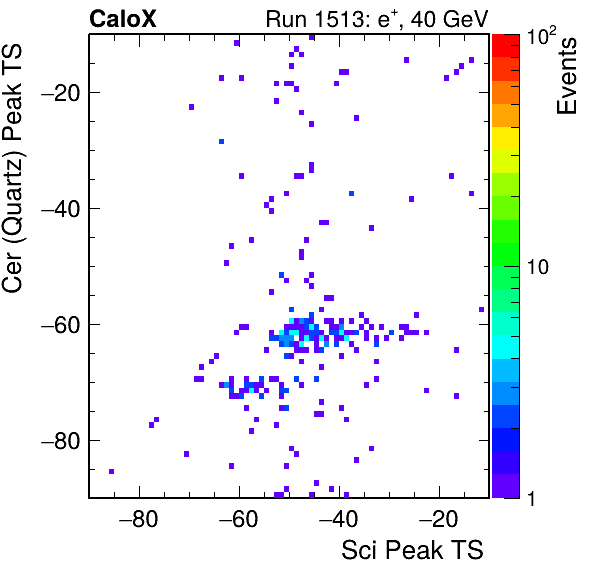 CaloX Run 1513: e⁺, 40 GeV
Cer (Quartz) Peak TS
−20
−40
−60
−80
−80 −60 −40 −20
Sci Peak TS
10²
10
1
Events